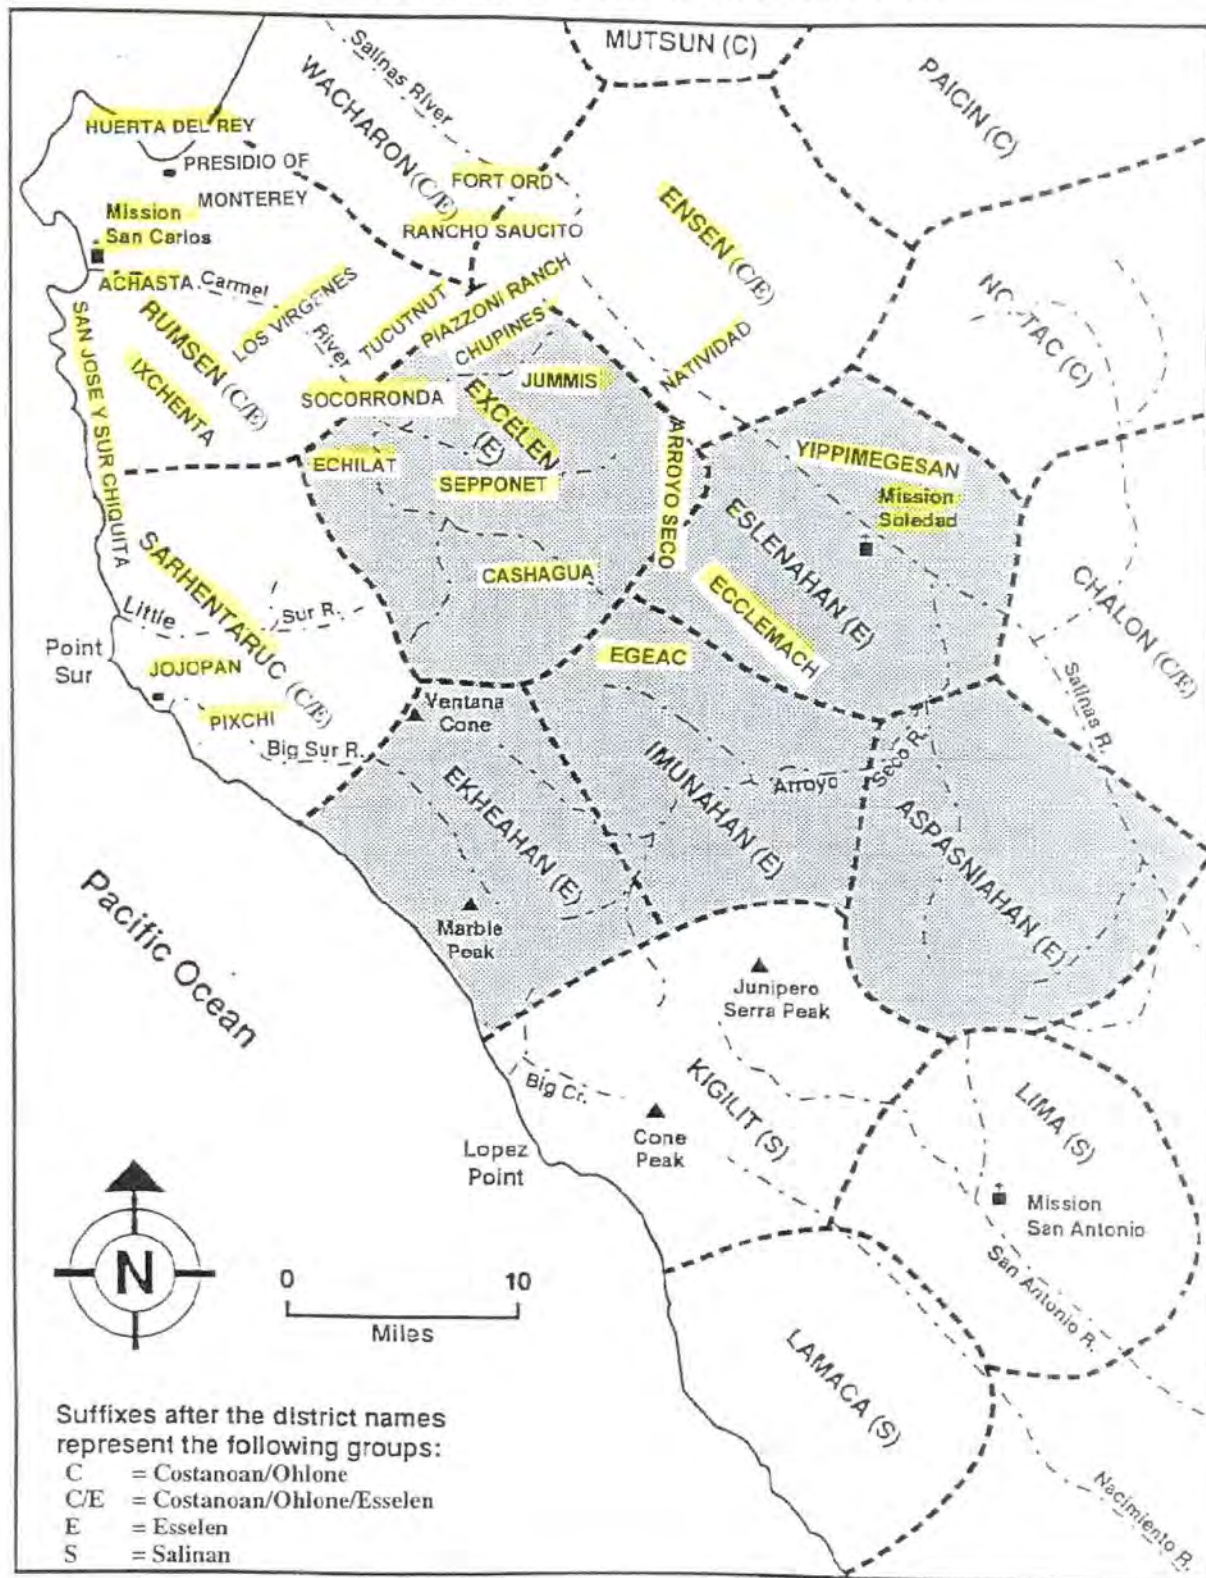 MUTSUN (C)
PAICIN (C)
Salinas River
WACHARON (C/E)
HUERTA DEL REY
PRESIDIO OF
MONTEREY
FORT ORD
RANCHO SAUCITO
ENSEN (C/E)
Mission
San Carlos
ACHASTA
Carmel
River
LOS VIRGENES
TUCUTNUT
PIAZZONI RANCH
CHUPINES
NATIVIDAD
RUMSEN (C/E)
IXCHENTA
SAN JOSE Y SUR CHIQUITA
SOCORRONDA
JUMMIS
EXCELEN
(E)
ECHILAT
SEPPONET
CASHAGUA
ARROYO SECO
YIPPIMEGESAN
Mission
Soledad
ESLENAHAN (E)
ECCLEMACH
CHALON (C/E)
Salinas R.
SARHENTARUC (C/E)
Little
Sur R.
Point
Sur
JOJOPAN
PIXCHI
Big Sur R.
EGEAC
Ventana
Cone
EKHEAHAN (E)
IMUNAHAN (E)
Arroyo
Seco R.
ASPASNIAHAN (E)
Marble
Peak
Pacific Ocean
Junipero
Serra Peak
Big Cr.
KIGILIT (S)
LIMA (S)
Cone
Peak
Lopez
Point
Mission
San Antonio
San Antonio R.
LAMACA (S)
Nacimiento R.
N
0 10
Miles
Suffixes after the district names
represent the following groups:
C = Costanoan/Ohlone
C/E = Costanoan/Ohlone/Esselen
E = Esselen
S = Salinan